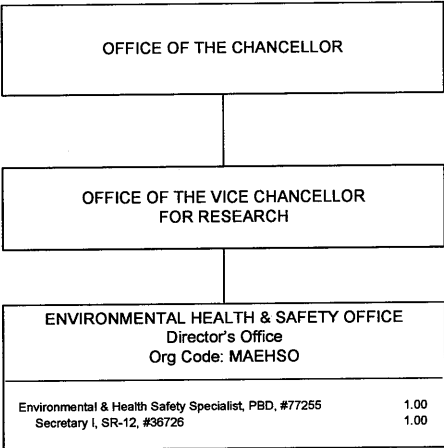 OFFICE OF THE CHANCELLOR
OFFICE OF THE VICE CHANCELLOR
FOR RESEARCH
ENVIRONMENTAL HEALTH & SAFETY OFFICE
Director's Office
Org Code: MAEHSO
Environmental & Health Safety Specialist, PBD, #77255 1.00
Secretary I, SR-12, #36726 1.00